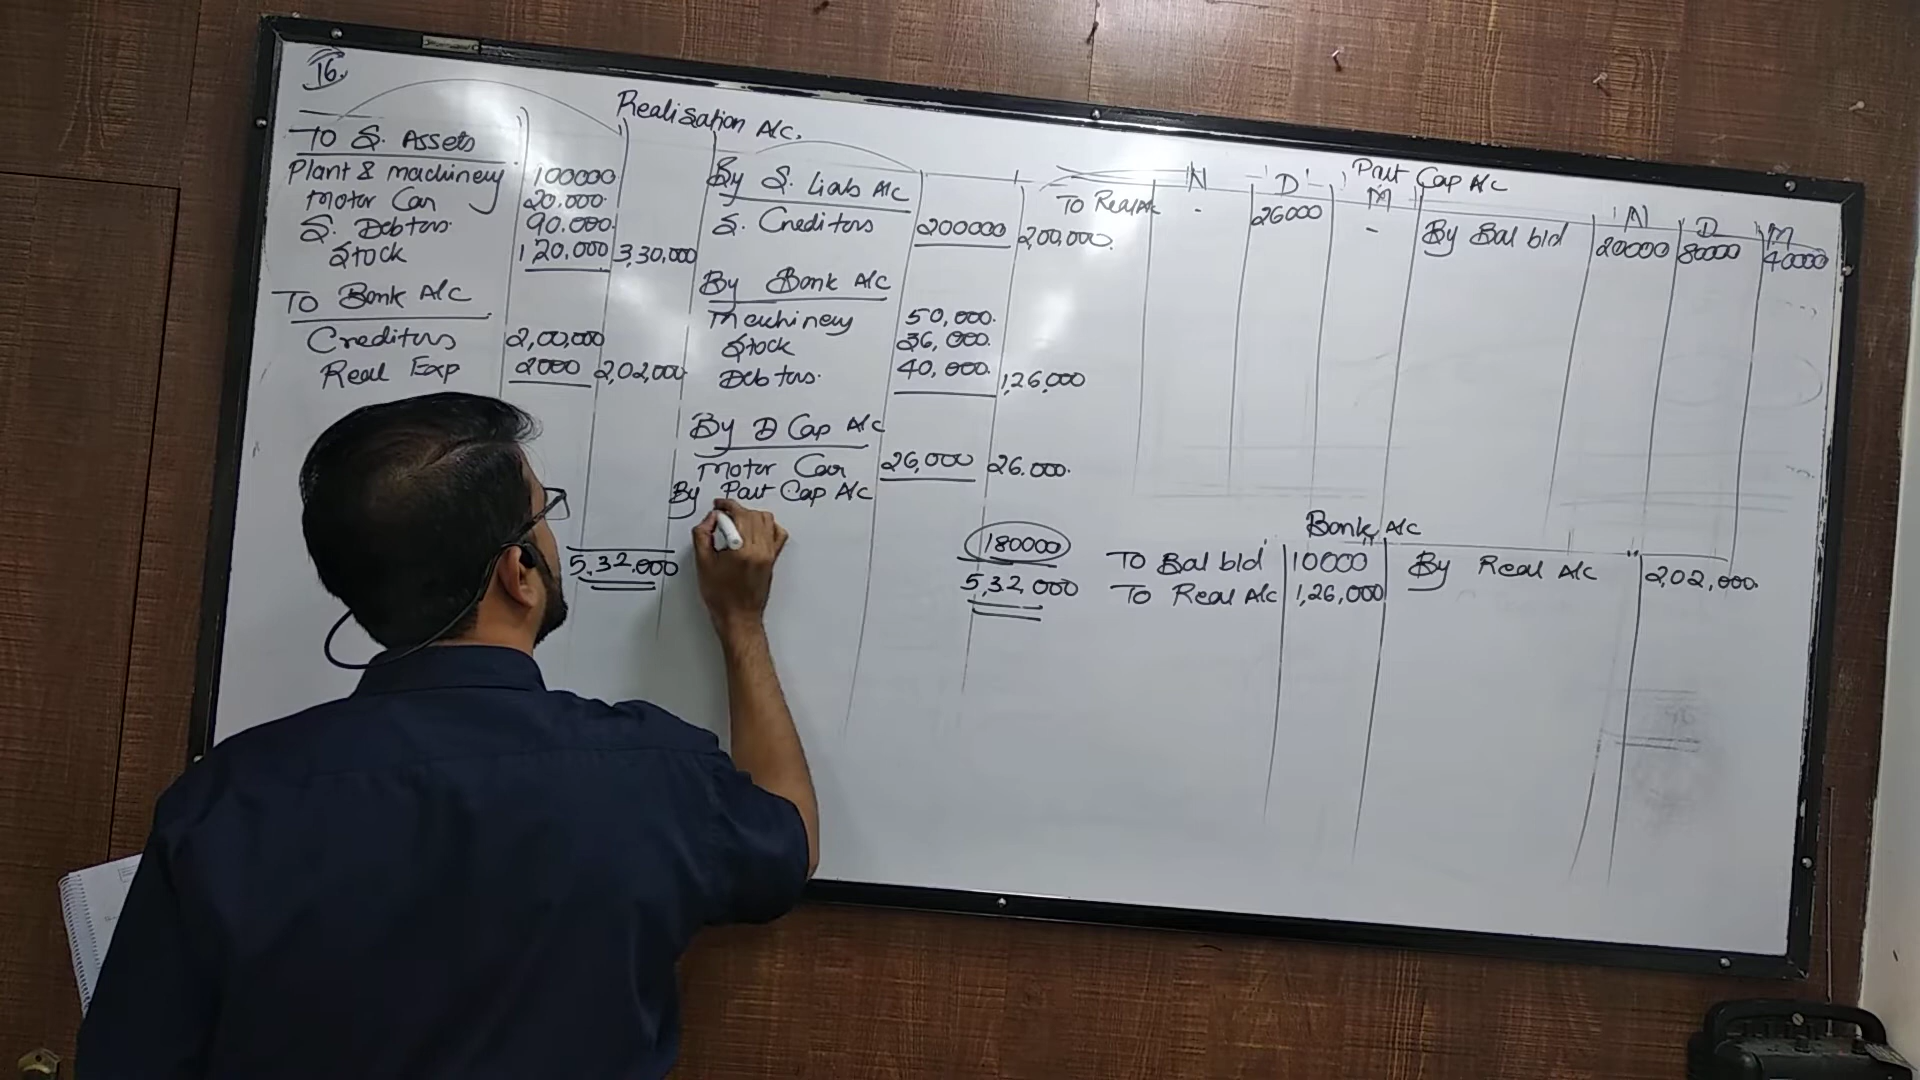 16.
Realisation A/c.
To S. Assets
Plant & machinery 100000
Motor Car 20,000.
S. Debtors. 90.000.
Stock 1 20.000 3,30,000
To Bank A/c
Creditors 2,00,000
Real Exp 2000 2,02,000
5,32,000
By S. Liab A/c
S. Creditors 200000 200,000.
By Bank A/c
Machinery 50,000.
Stock 36,000.
Debtors. 40,000. 1,26,000
By D Cap A/c
Motor Car 26,000 26.000.
By Part Cap A/c
180000
5,32,000
Part Cap A/c
N D M N D M
To Real A/c - 26000 - By Bal b/d 20000 80000 40000
Bank A/c
To Bal b/d 10000 By Real A/c 2,02,000.
To Real A/c 1,26,000